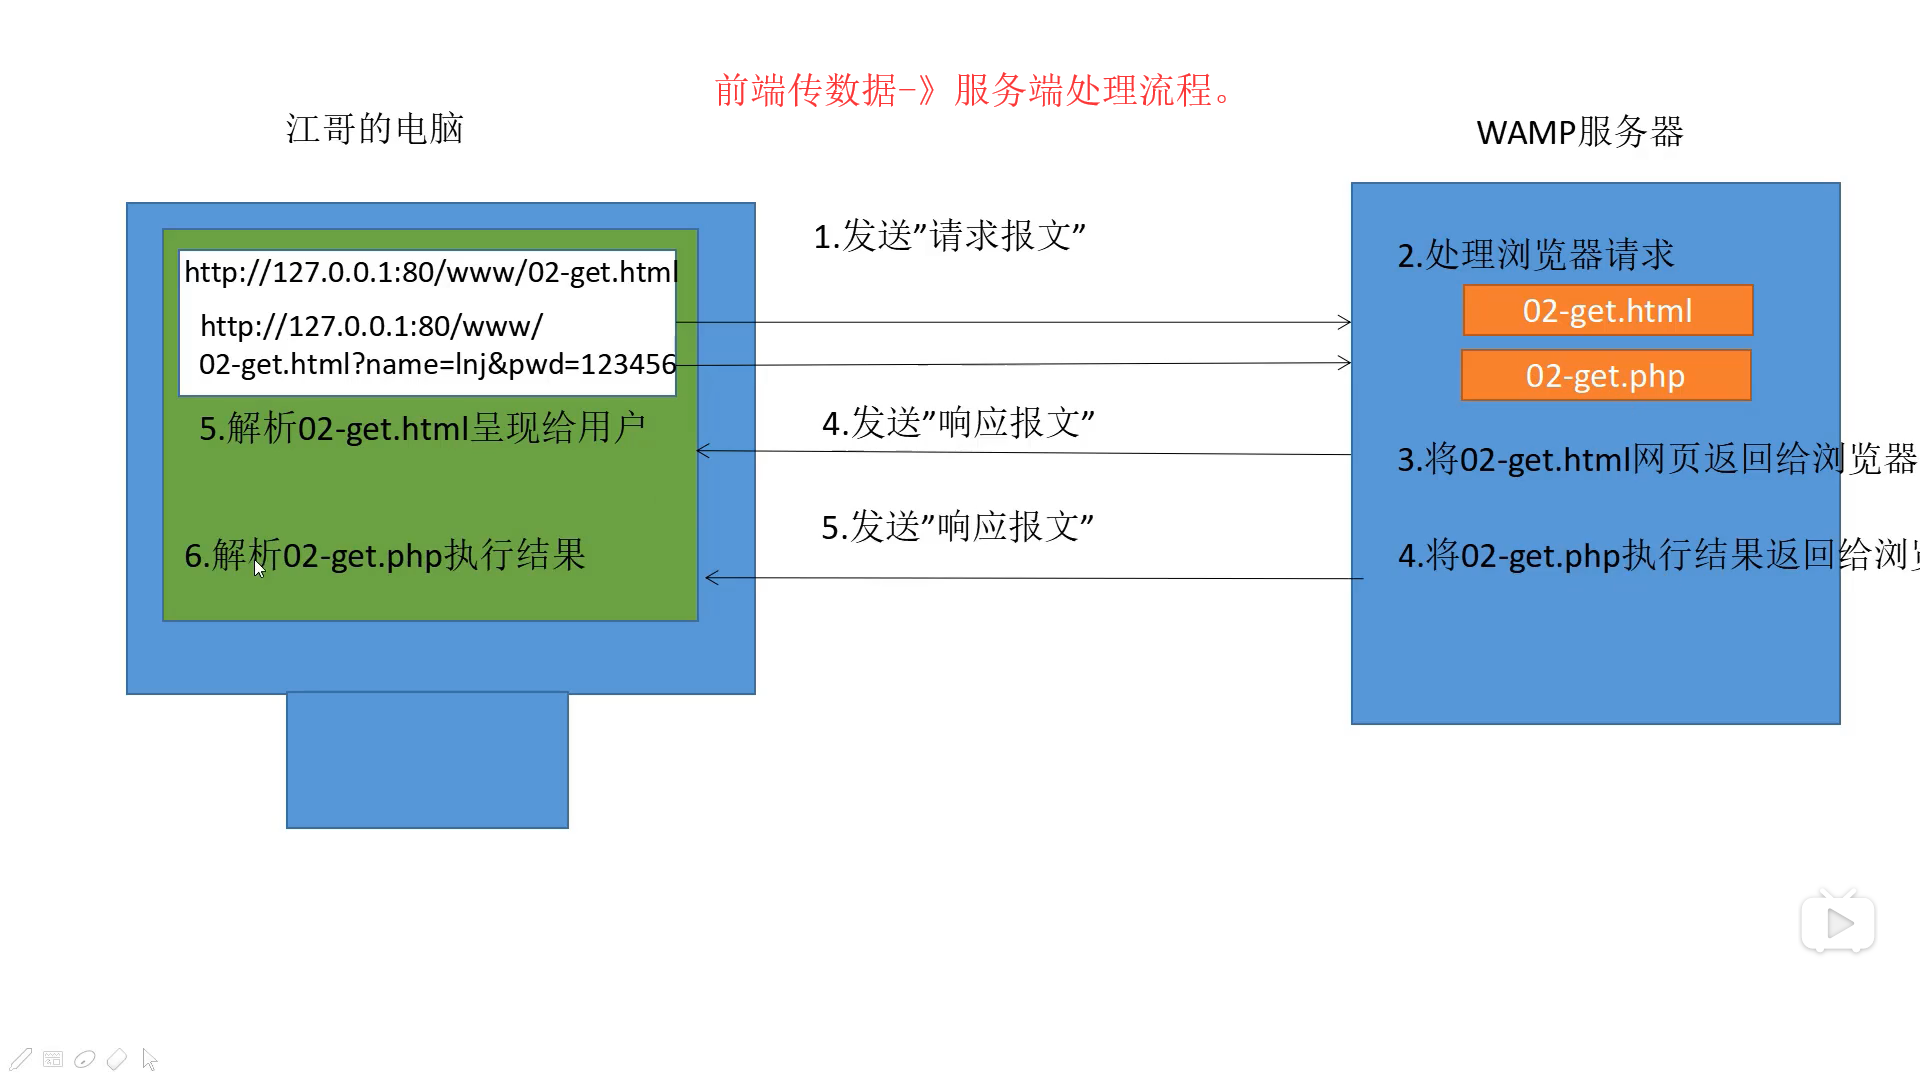 前端传数据-》服务端处理流程。
江哥的电脑
WAMP服务器
http://127.0.0.1:80/www/02-get.html
http://127.0.0.1:80/www/
02-get.html?name=lnj&pwd=123456
5.解析02-get.html呈现给用户
6.解析02-get.php执行结果
1.发送”请求报文”
4.发送”响应报文”
5.发送”响应报文”
2.处理浏览器请求
02-get.html
02-get.php
3.将02-get.html网页返回给浏览器
4.将02-get.php执行结果返回给浏